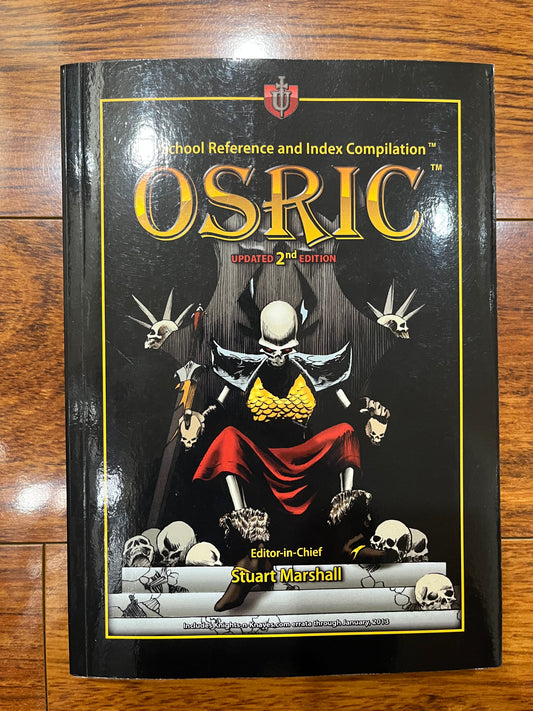 School Reference and Index Compilation™
OSRIC™
UPDATED 2nd EDITION
Editor-in-Chief
Stuart Marshall
Includes Knights-n-Knaves.com errata through January, 2013